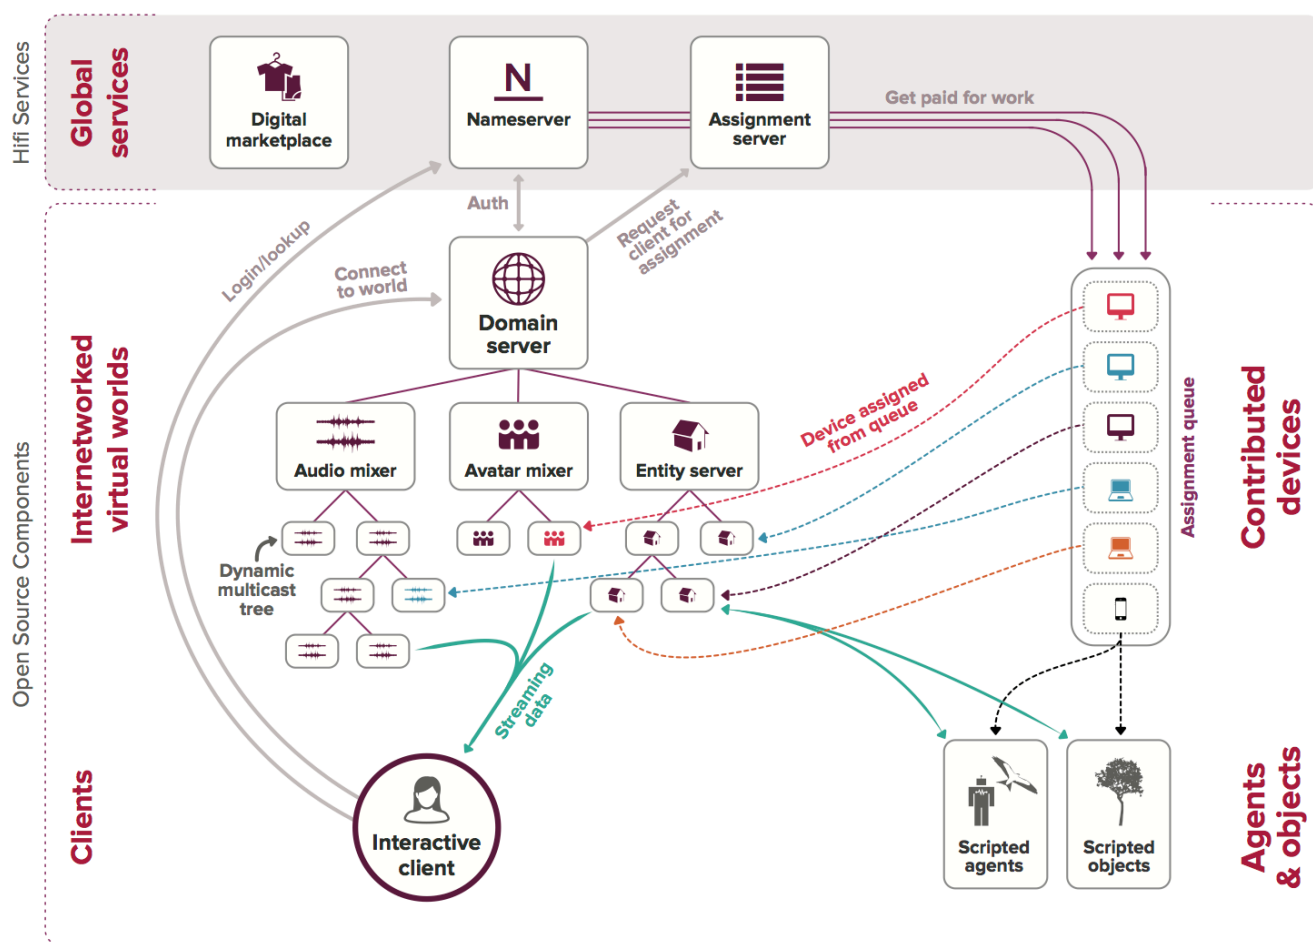 Hifi Services
Global
services
Digital
marketplace
N
Nameserver
Assignment
server
Get paid for work
Auth
Request
client for
assignment
Login/lookup
Connect
to world
Open Source Components
Internetworked
virtual worlds
Domain
server
Audio mixer
Avatar mixer
Entity server
Device assigned
from queue
Assignment queue
Contributed
devices
Dynamic
multicast
tree
Streaming
data
Clients
Interactive
client
Scripted
agents
Scripted
objects
Agents
& objects